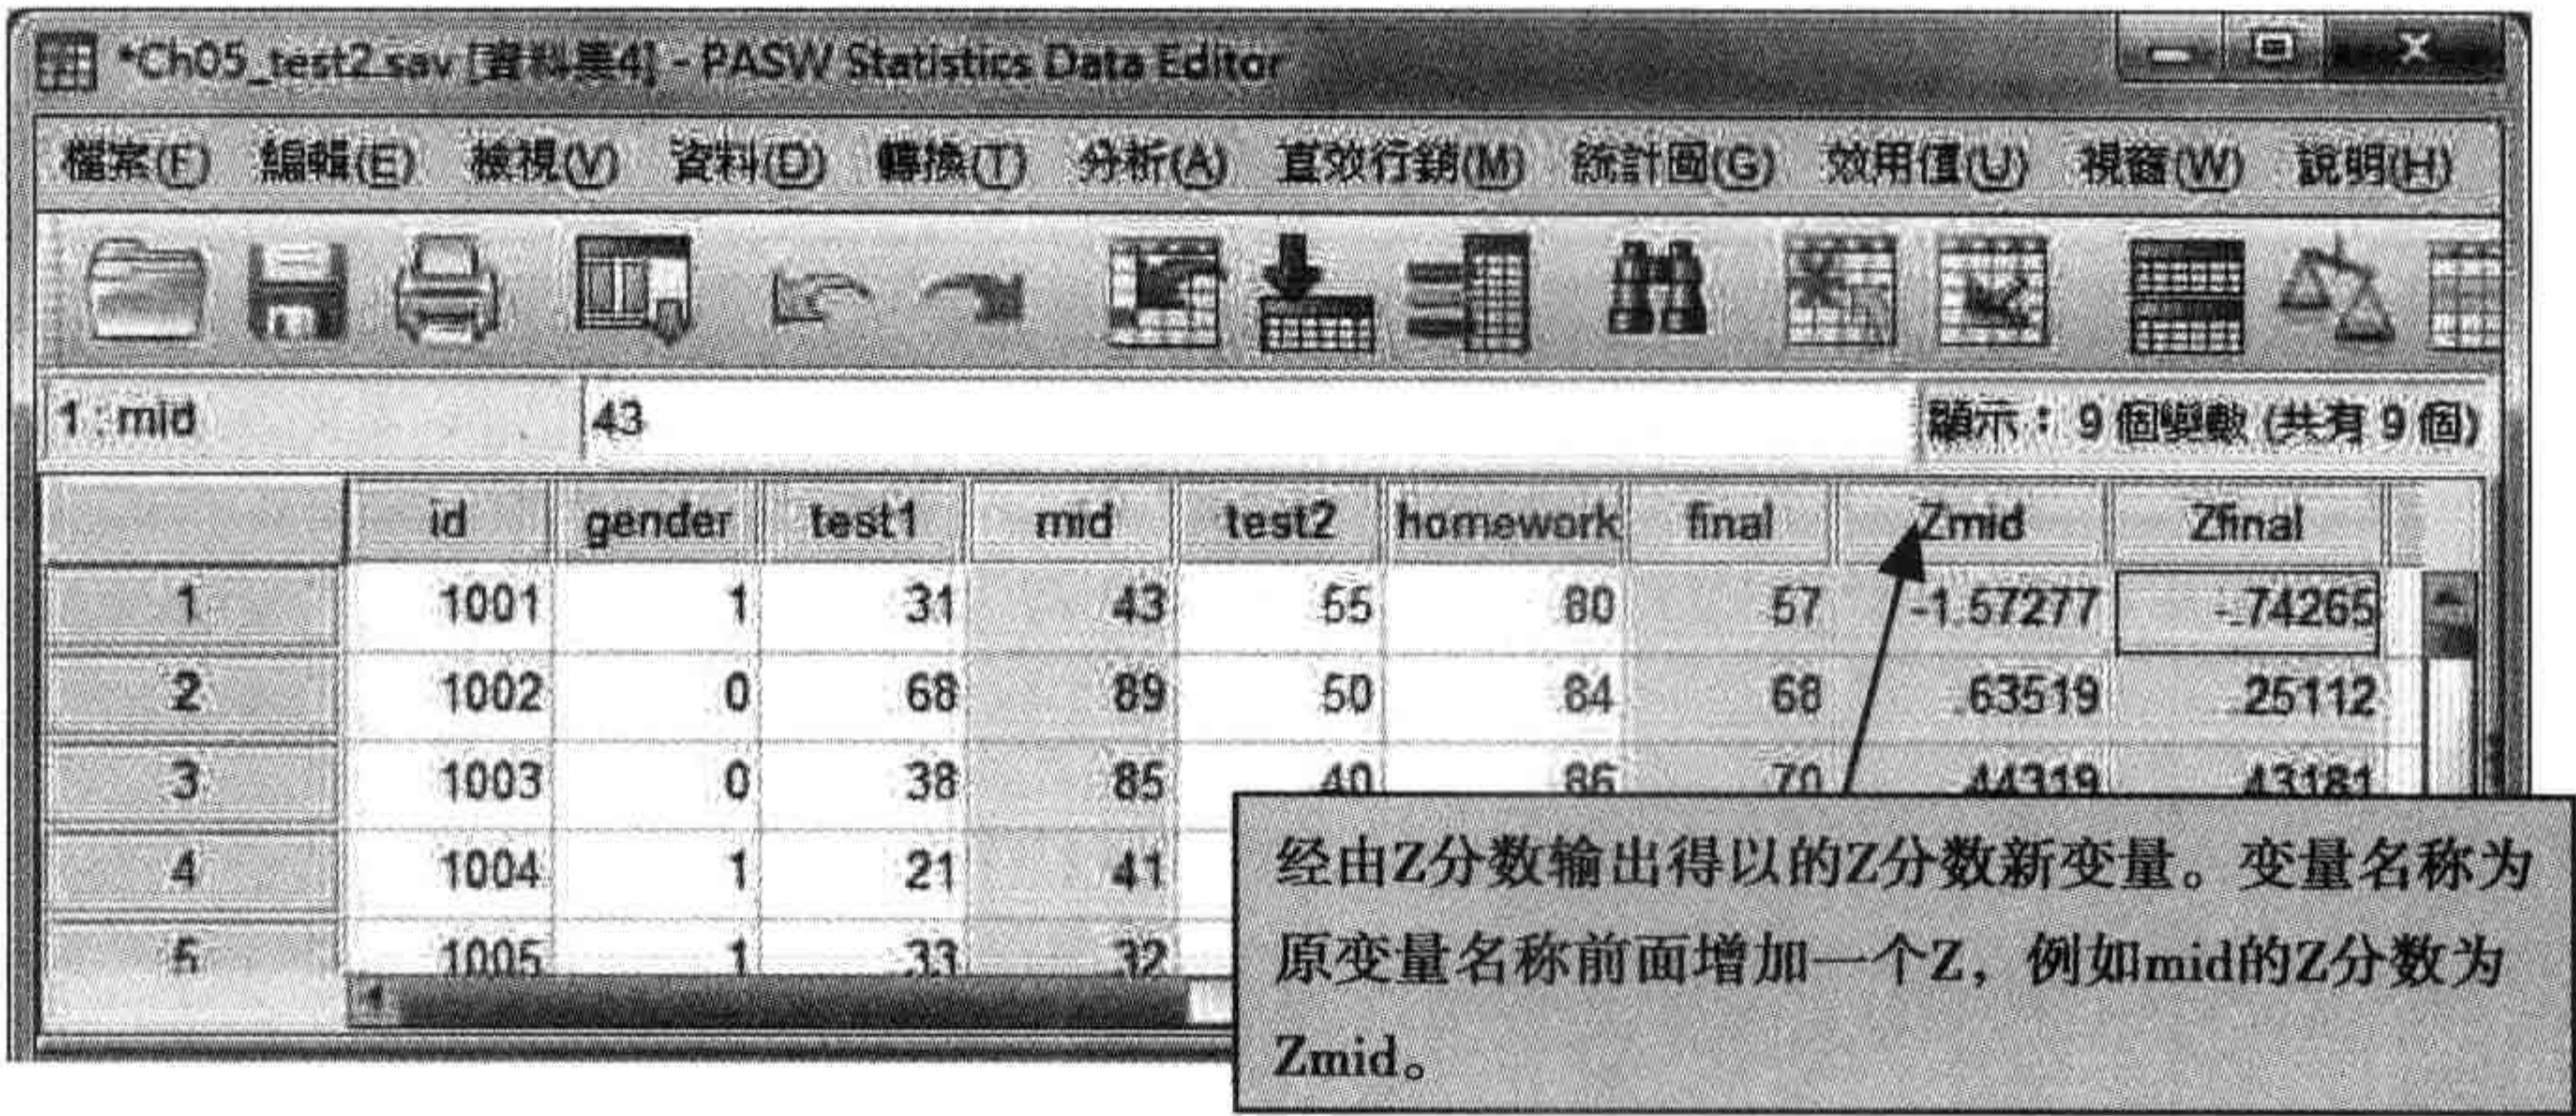 *Ch05_test2.sav [資料集4] - PASW Statistics Data Editor
檔案(F) 編輯(E) 檢視(V) 資料(D) 轉換(T) 分析(A) 直效行銷(M) 統計圖(G) 效用值(U) 視窗(W) 說明(H)
1 : mid 43 顯示： 9 個變數 (共有 9 個)
id gender test1 mid test2 homework final Zmid Zfinal
1 1001 1 31 43 55 80 57 -1.57277 -.74265
2 1002 0 68 89 50 84 68 .63519 .25112
3 1003 0 38 85 40 86 70 .44319 .43181
4 1004 1 21 41
5 1005 1 33 32
经由Z分数输出得以的Z分数新变量。变量名称为
原变量名称前面增加一个Z，例如mid的Z分数为
Zmid。